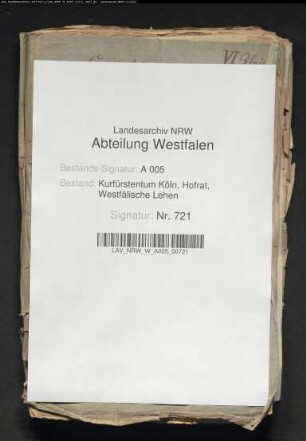 Landesarchiv NRW
Abteilung Westfalen
Bestands-Signatur: A 005
Bestand: Kurfürstentum Köln, Hofrat,
Westfälische Lehen
Signatur: Nr. 721
LAV_NRW_W_A005_00721